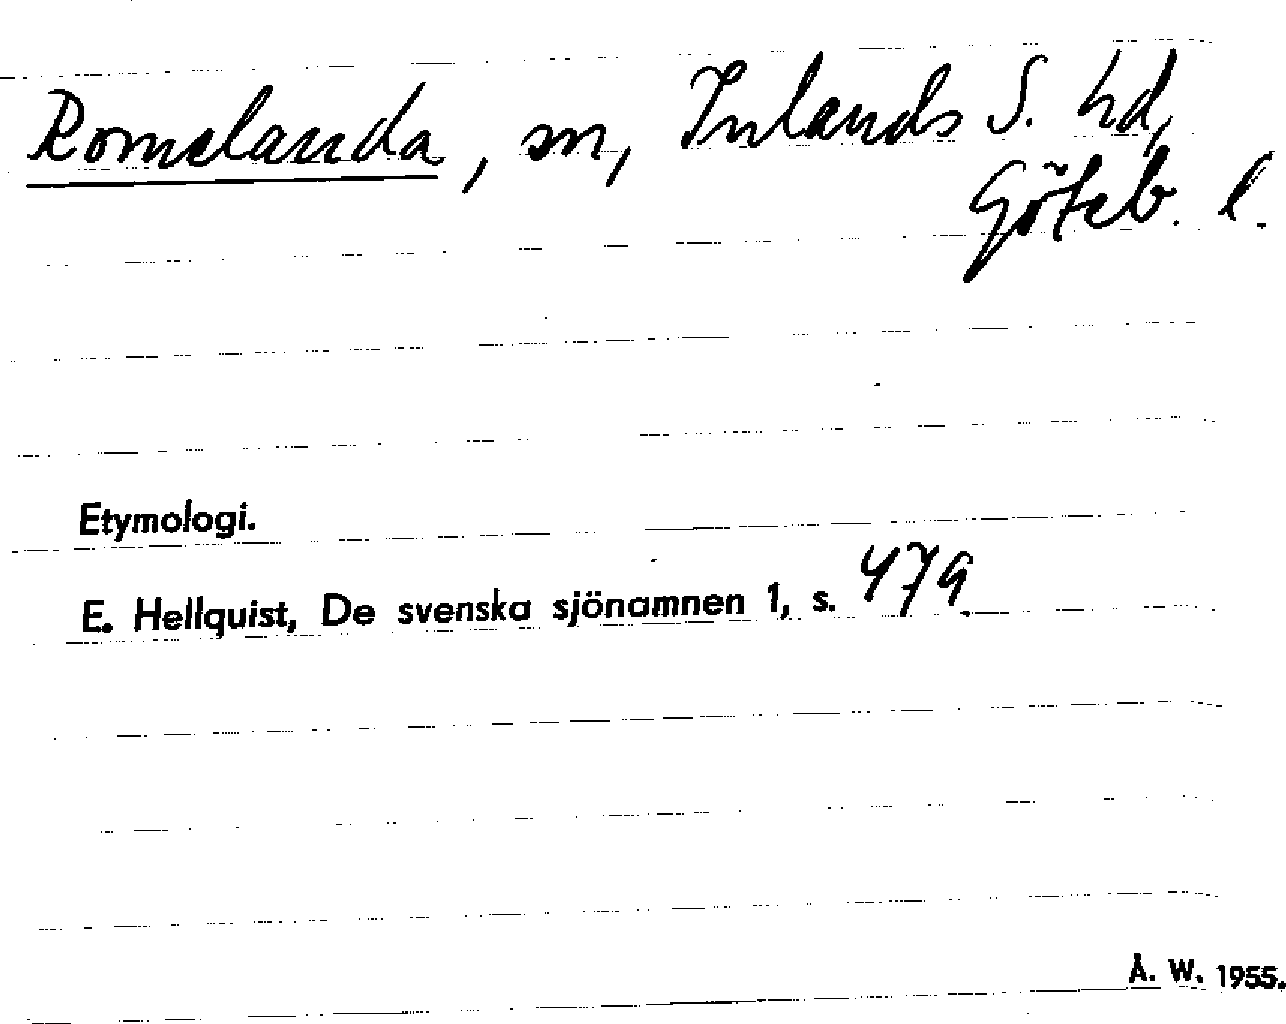 Romelanda, sn, Inlands S. hd,
Göteb. l.
Etymologi.
E. Hellquist, De svenska sjönamnen 1, s. 479
Å. W. 1955.